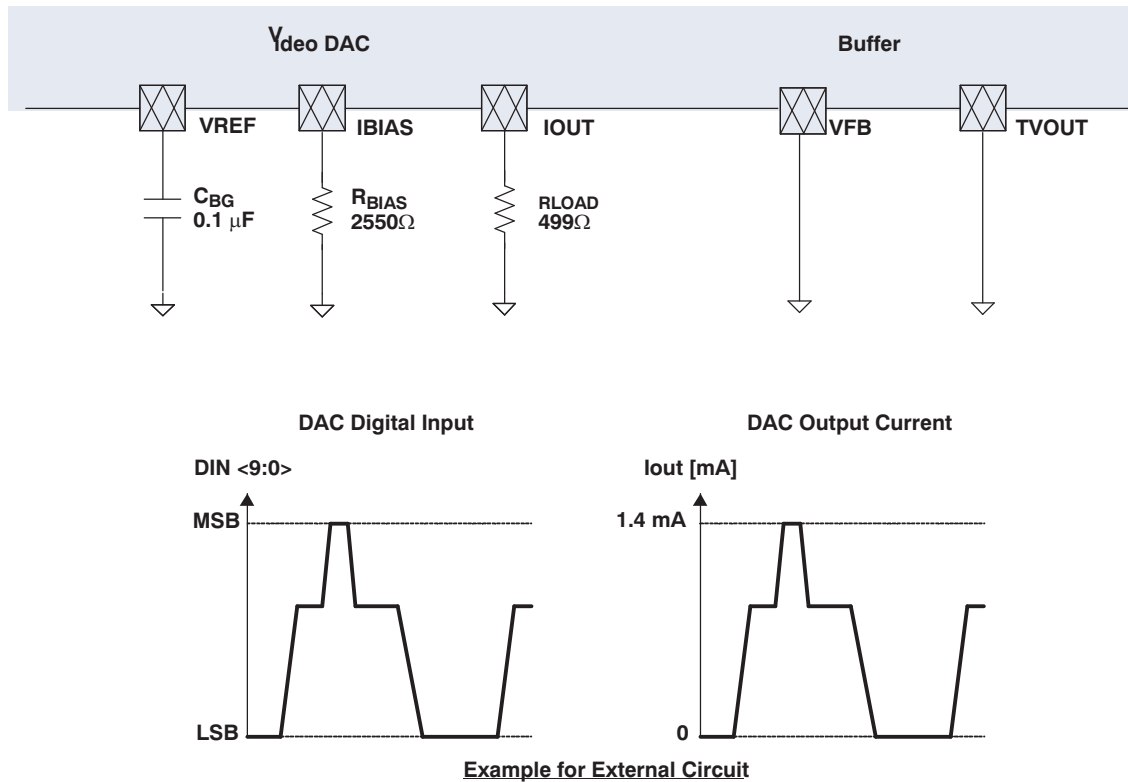 Video DAC
Buffer
VREF
IBIAS
IOUT
VFB
TVOUT
CBG
0.1 μF
RBIAS
2550Ω
RLOAD
499Ω
DAC Digital Input
DAC Output Current
DIN <9:0>
Iout [mA]
MSB
1.4 mA
LSB
0
Example for External Circuit